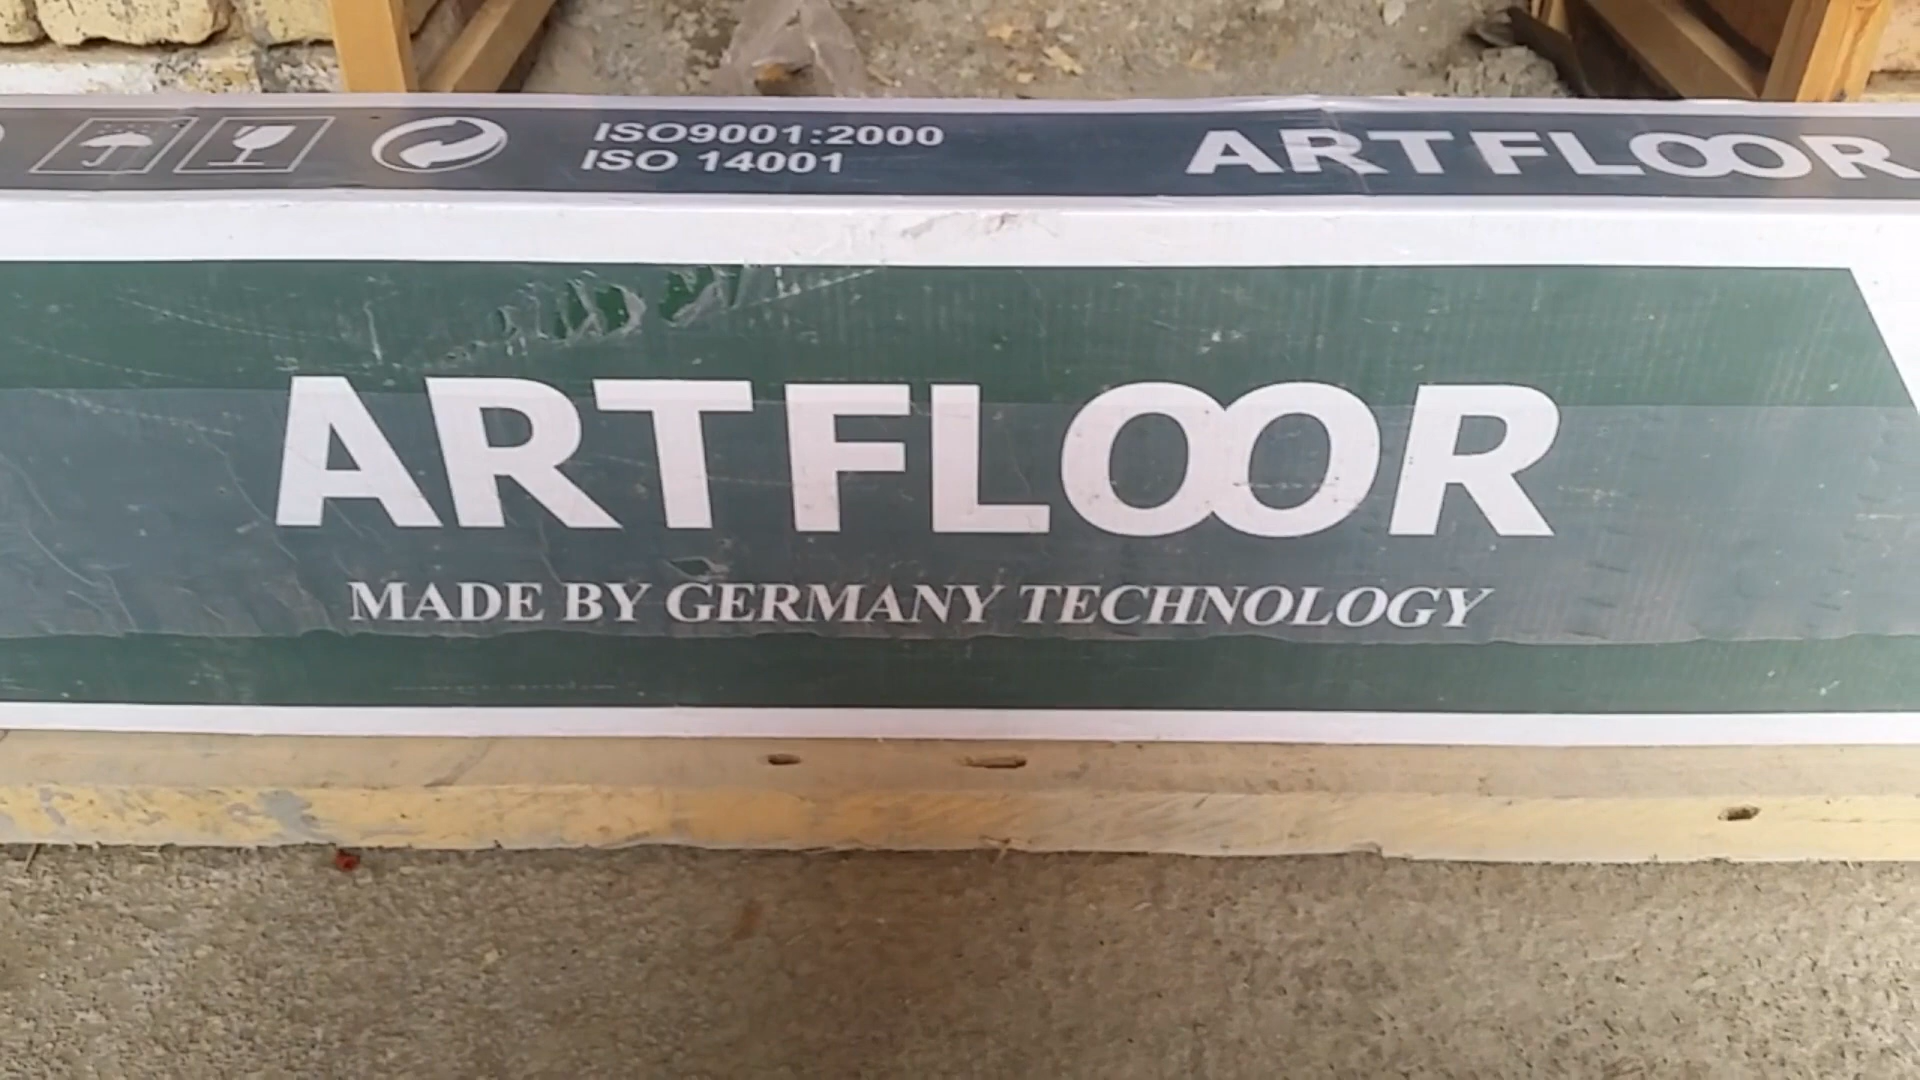 ISO9001:2000
ISO 14001
ARTFLOOR
ARTFLOOR
MADE BY GERMANY TECHNOLOGY